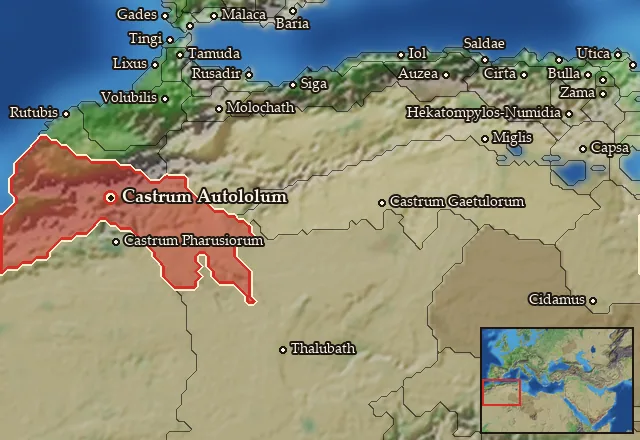 Gades
Malaca
Baria
Tingi
Tamuda
Iol
Saldae
Utica
Lixus
Rusadir
Siga
Auzea
Cirta
Bulla
Zama
Volubilis
Molochath
Rutubis
Hekatompylos-Numidia
Miglis
Capsa
Castrum Autololum
Castrum Gaetulorum
Castrum Pharusiorum
Cidamus
Thalubath